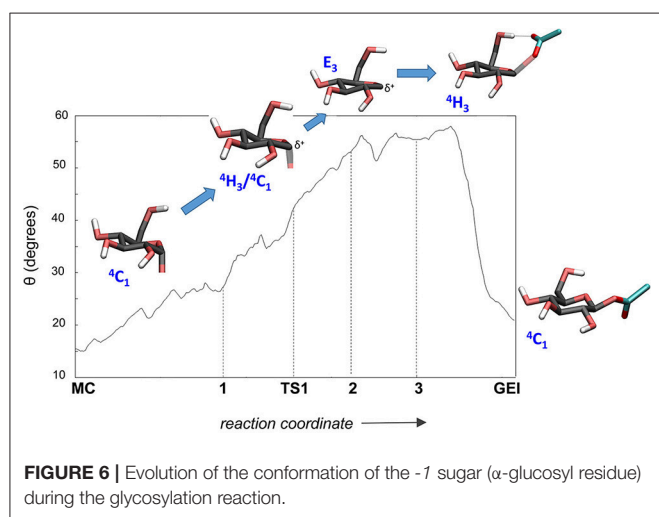 E₃
⁴H₃
δ⁺
δ⁺
⁴H₃/⁴C₁
⁴C₁
⁴C₁
60
50
40
30
20
10
θ (degrees)
MC 1 TS1 2 3 GEI
reaction coordinate
FIGURE 6 | Evolution of the conformation of the -1 sugar (α-glucosyl residue)
during the glycosylation reaction.